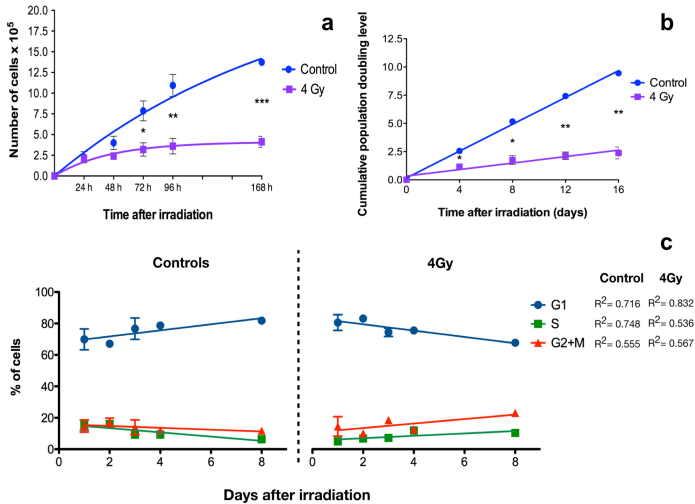 a
Number of cells x 10⁵
20.0
17.5
15.0
12.5
10.0
7.5
5.0
2.5
0.0
Control
4 Gy
*
**
***
24 h 48 h 72 h 96 h 168 h
Time after irradiation
b
Cumulative population doubling level
12.5
10.0
7.5
5.0
2.5
0.0
Control
4 Gy
*
*
**
**
0 4 8 12 16
Time after irradiation (days)
c
Controls
4Gy
% of cells
100
80
60
40
20
0
0 2 4 6 8
0 2 4 6 8
Days after irradiation
Control 4Gy
G1 R²= 0.716 R²= 0.832
S R²= 0.748 R²= 0.536
G2+M R²= 0.555 R²= 0.567